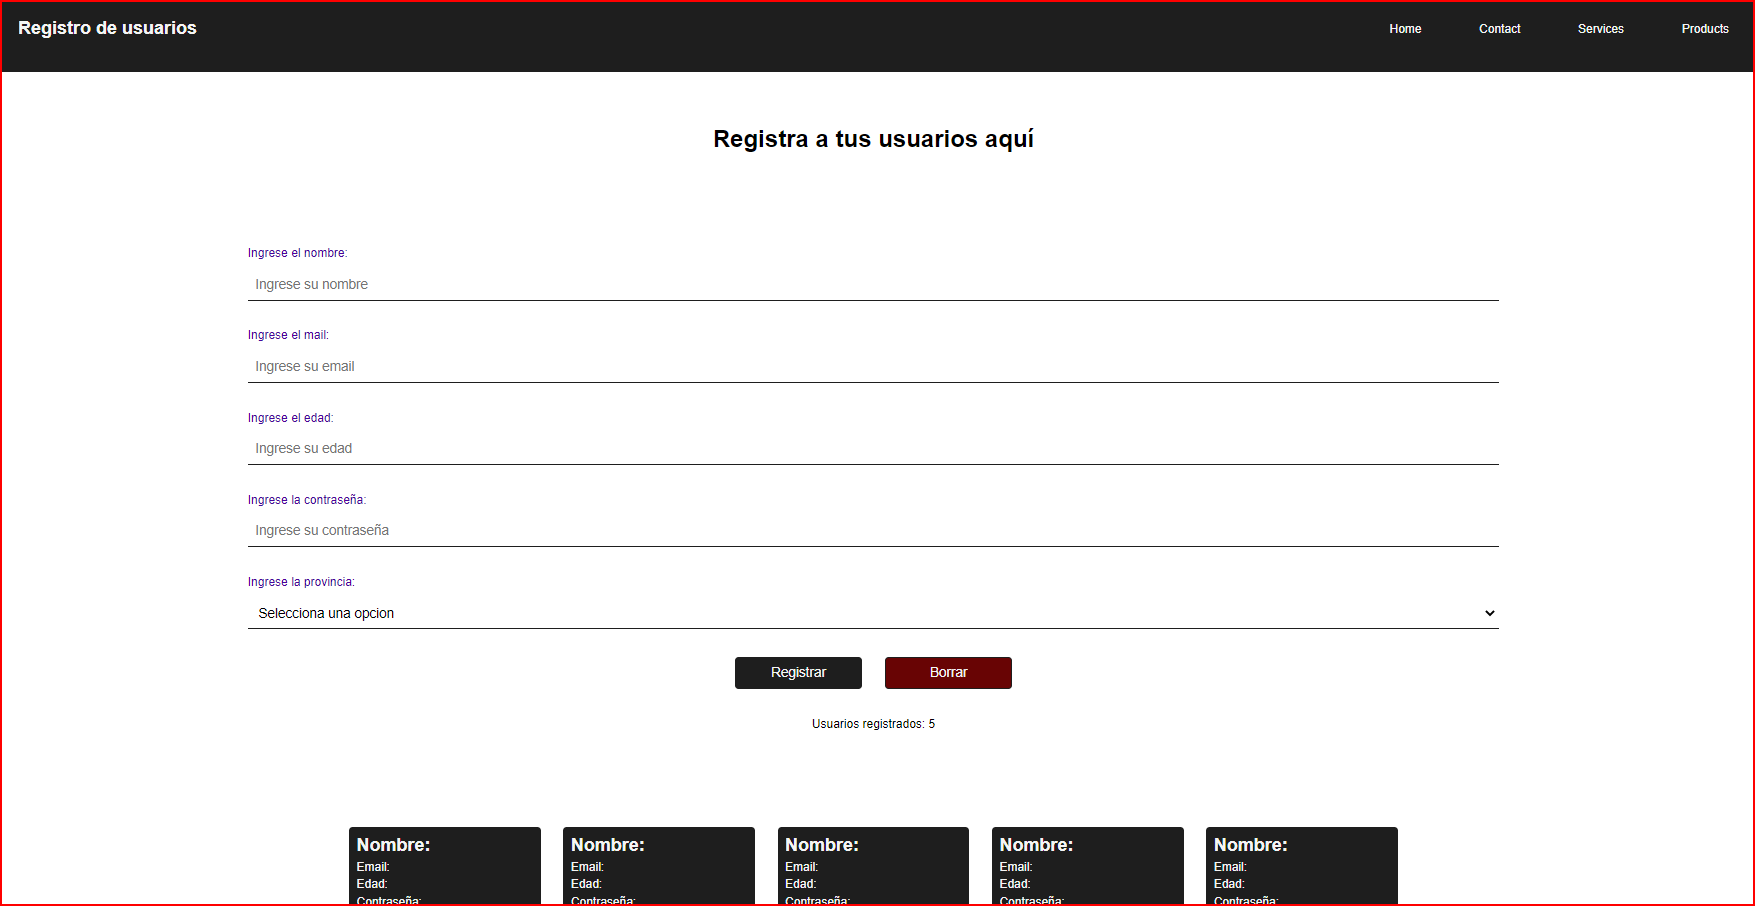 Registro de usuarios Home Contact Services Products
Registra a tus usuarios aquí
Ingrese el nombre:
Ingrese su nombre
Ingrese el mail:
Ingrese su email
Ingrese el edad:
Ingrese su edad
Ingrese la contraseña:
Ingrese su contraseña
Ingrese la provincia:
Selecciona una opcion
Registrar Borrar
Usuarios registrados: 5
Nombre: Nombre: Nombre: Nombre: Nombre:
Email: Email: Email: Email: Email:
Edad: Edad: Edad: Edad: Edad:
Contraseña: Contraseña: Contraseña: Contraseña: Contraseña: